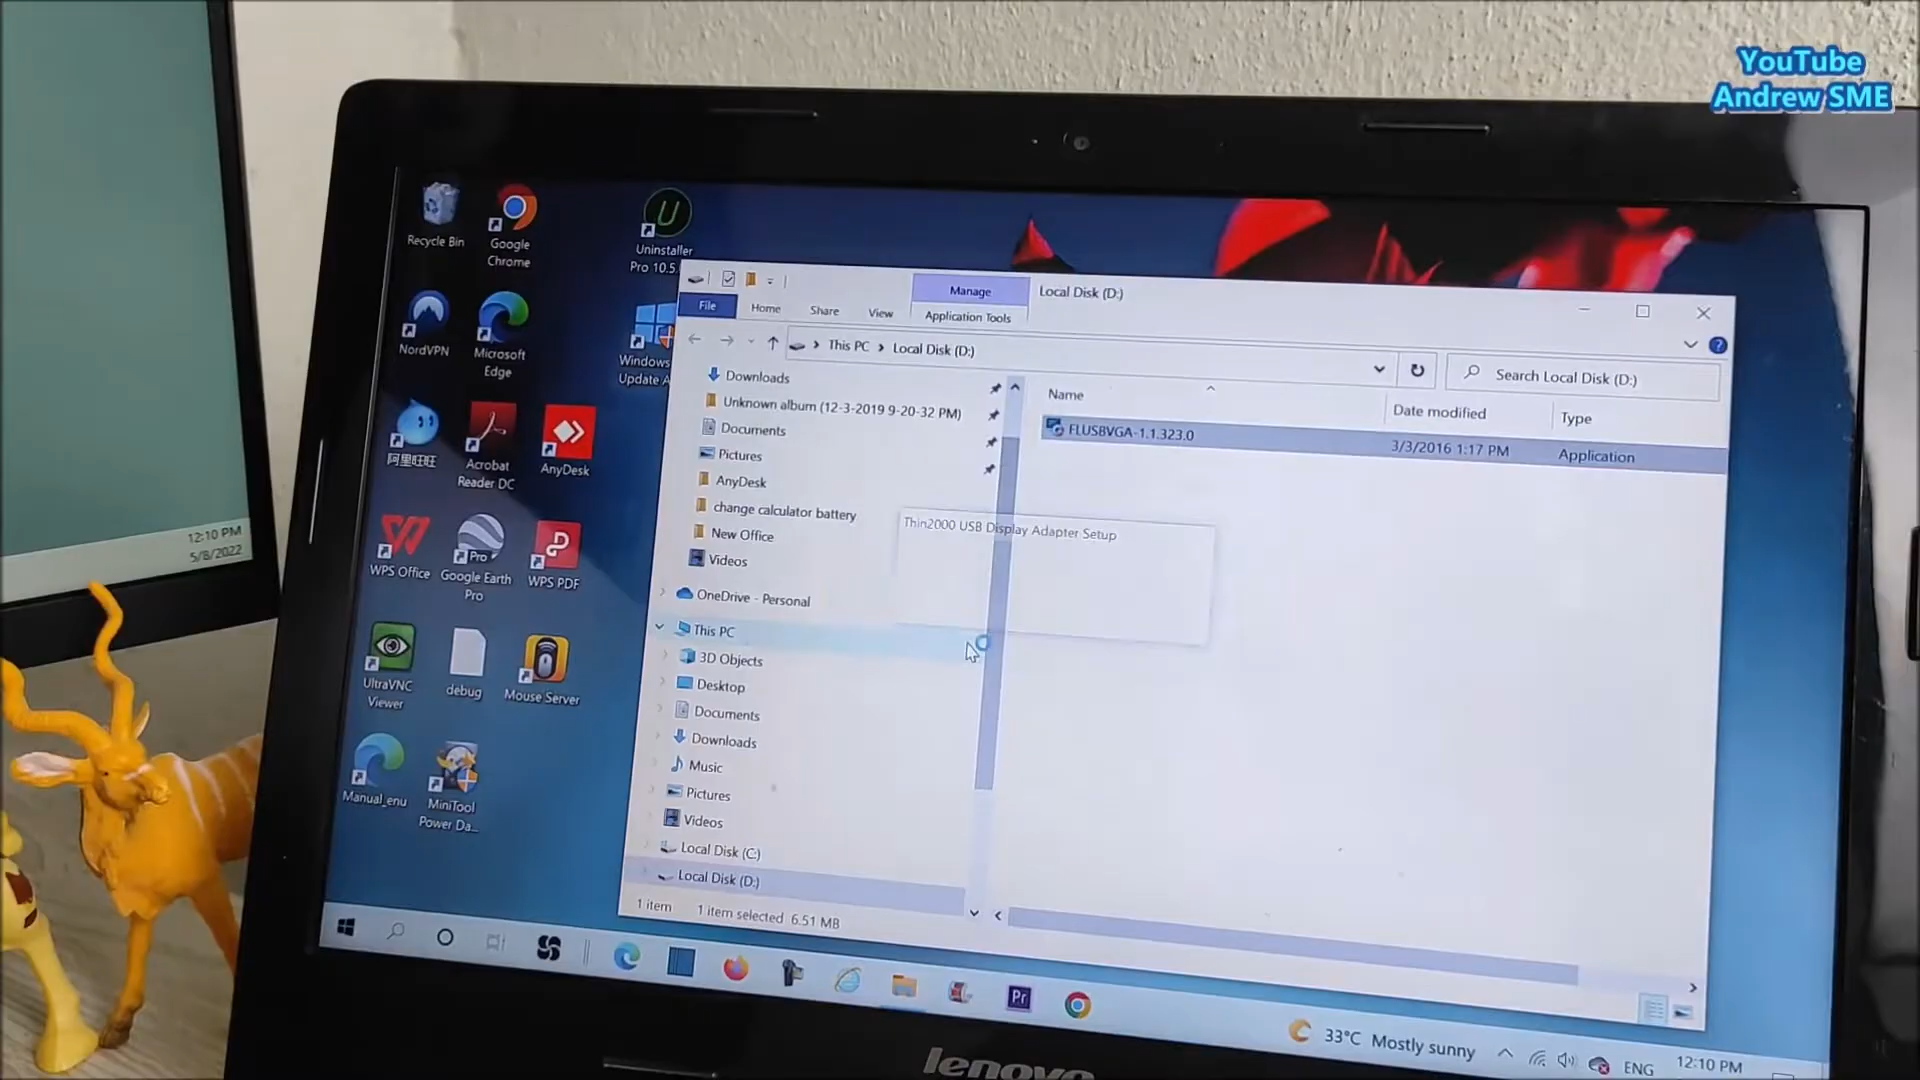 YouTube
Andrew SME
12:10 PM
5/8/2022
Recycle Bin
Google
Chrome
Uninstaller
Pro 10.5
NordVPN
Microsoft
Edge
Windows
Update A
阿里旺旺
Acrobat
Reader DC
AnyDesk
WPS Office
Pro
Google Earth
Pro
WPS PDF
UltraVNC
Viewer
debug
Mouse Server
Manual_enu
MiniTool
Power Da...
Manage
Local Disk (D:)
File
Home
Share
View
Application Tools
This PC
Local Disk (D:)
Search Local Disk (D:)
Downloads
Unknown album (12-3-2019 9-20-32 PM)
Documents
Pictures
AnyDesk
change calculator battery
New Office
Videos
OneDrive - Personal
This PC
3D Objects
Desktop
Documents
Downloads
Music
Pictures
Videos
Local Disk (C:)
Local Disk (D:)
Name
Date modified
Type
FLUSBVGA-1.1.323.0
3/3/2016 1:17 PM
Application
Thin2000 USB Display Adapter Setup
1 item
1 item selected 6.51 MB
Pr
33°C Mostly sunny
ENG
12:10 PM
lenovo